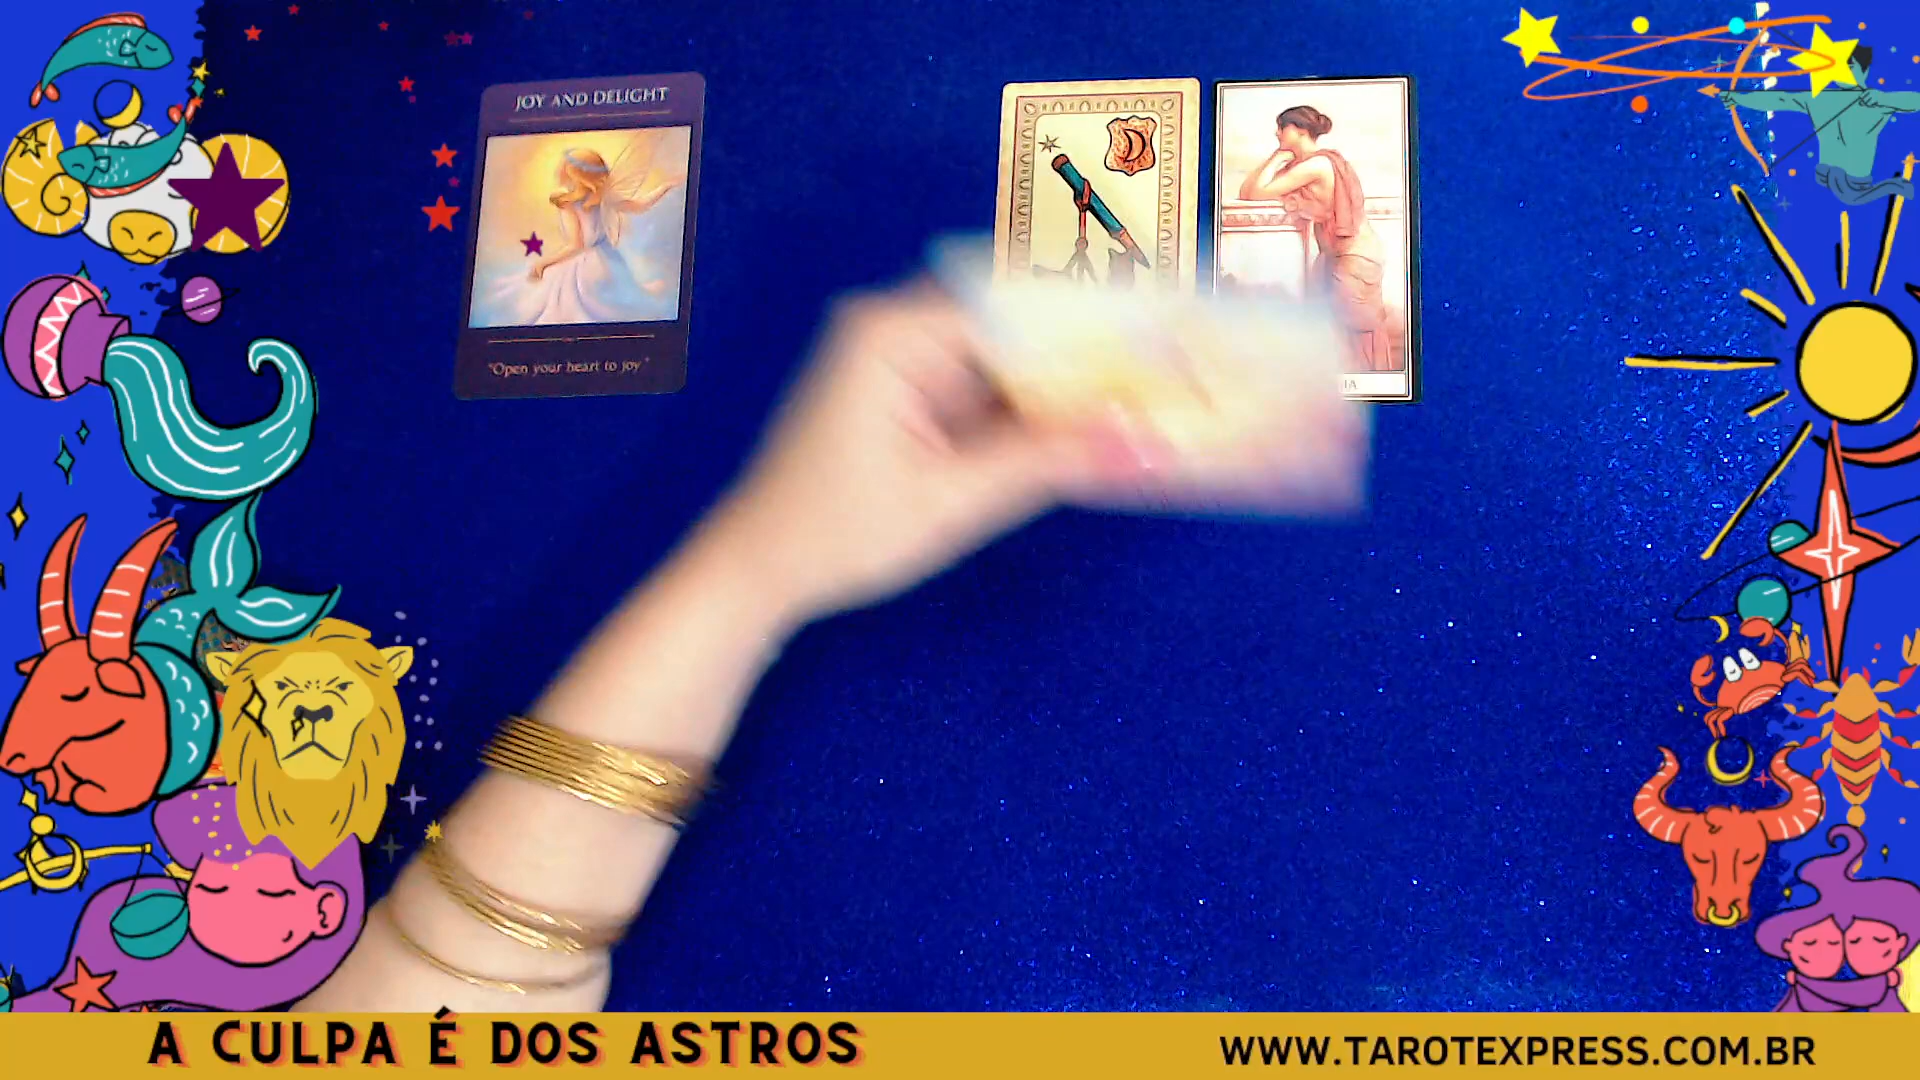 JOY AND DELIGHT
"Open your heart to joy"
A CULPA É DOS ASTROS
WWW.TAROTEXPRESS.COM.BR